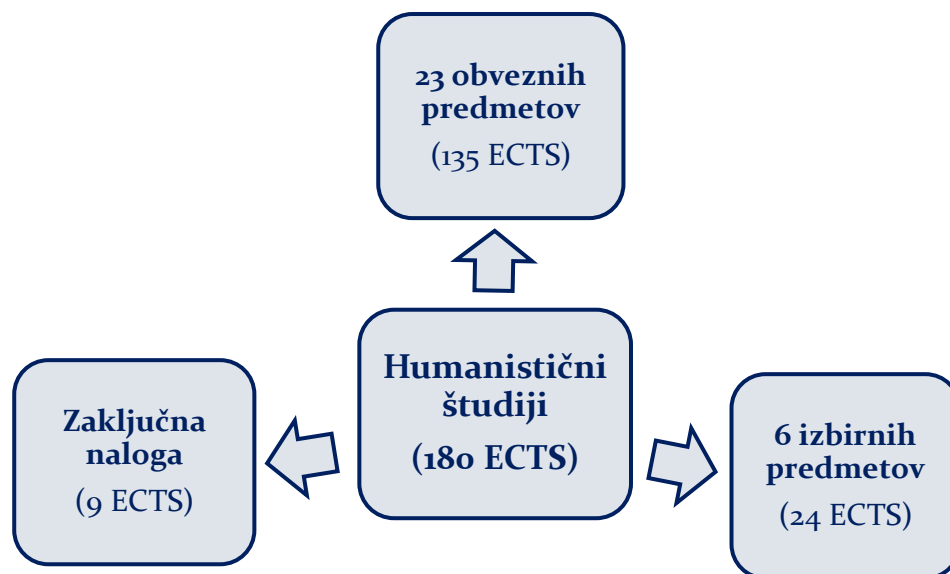 23 obveznih
predmetov
(135 ECTS)
Humanistični
študiji
(180 ECTS)
Zaključna
naloga
(9 ECTS)
6 izbirnih
predmetov
(24 ECTS)